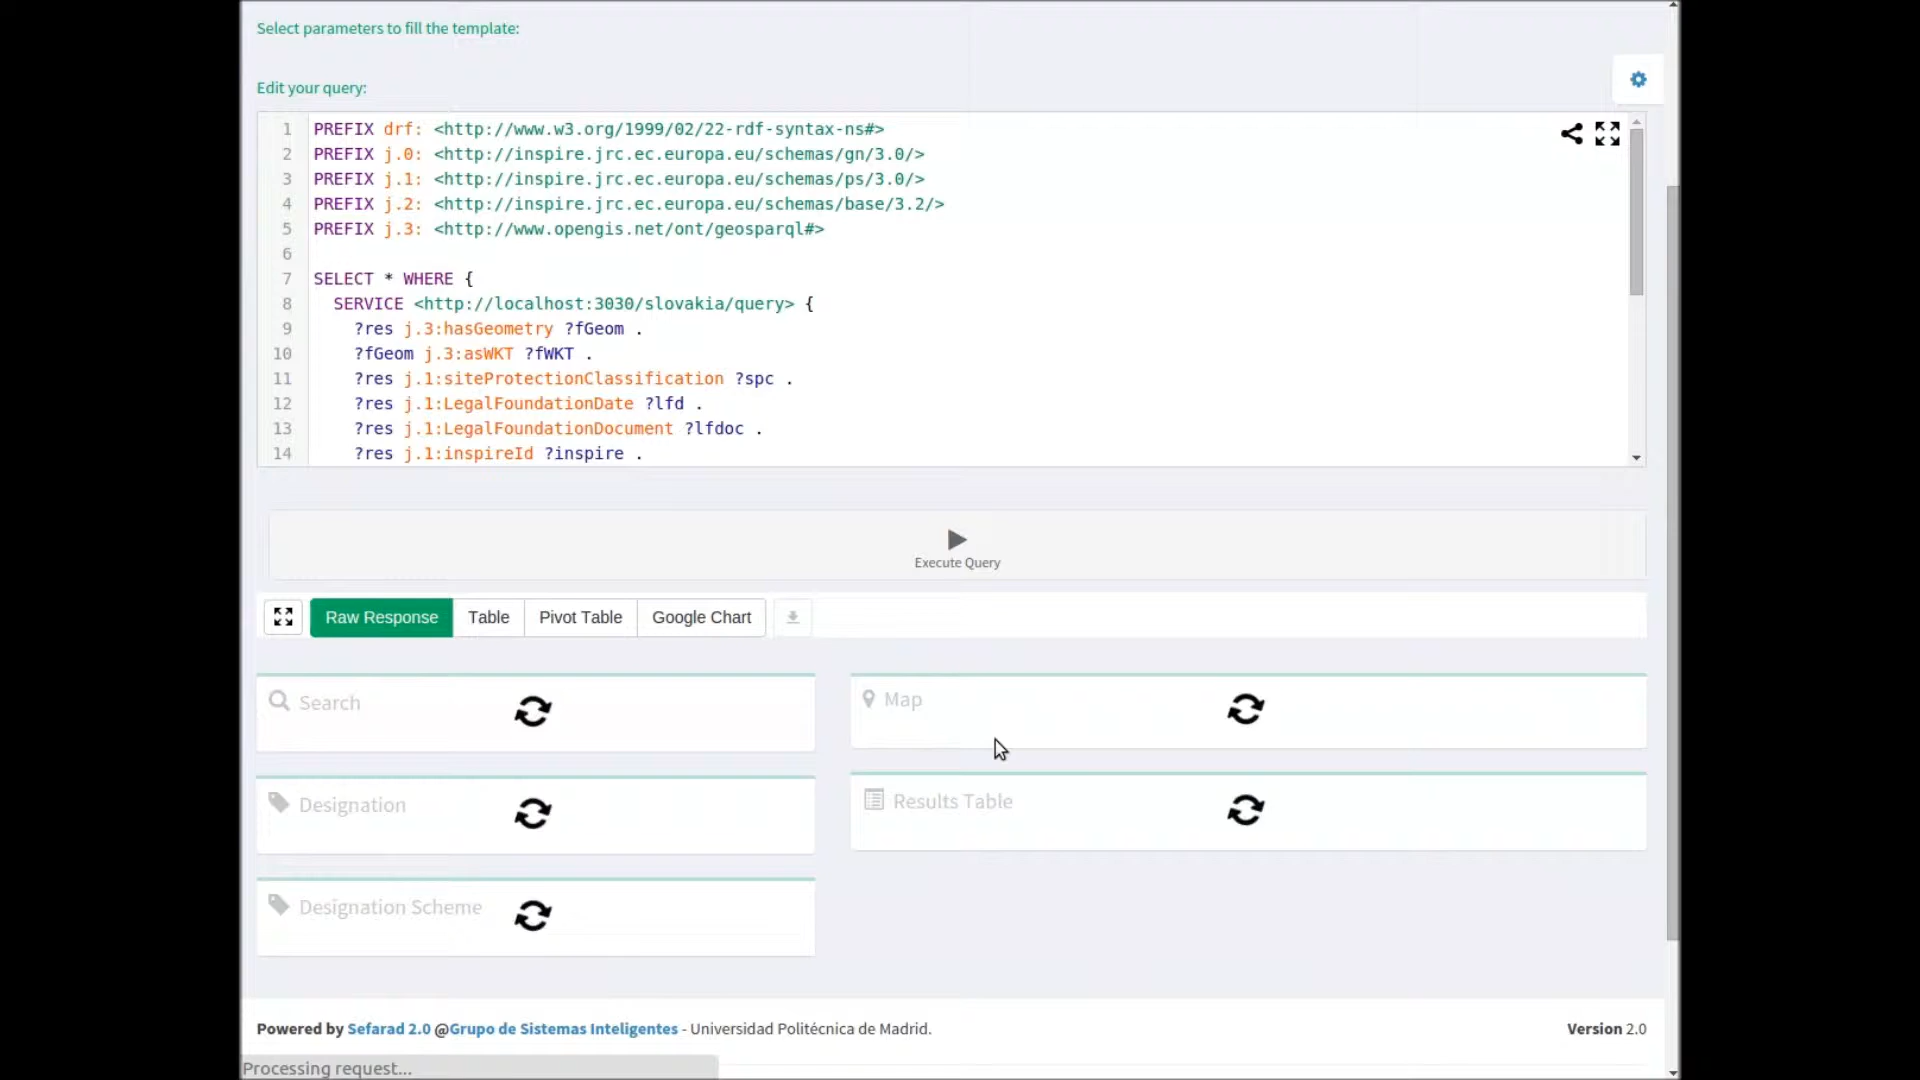 Select parameters to fill the template:
Edit your query:
1 PREFIX drf: <http://www.w3.org/1999/02/22-rdf-syntax-ns#>
2 PREFIX j.0: <http://inspire.jrc.ec.europa.eu/schemas/gn/3.0/>
3 PREFIX j.1: <http://inspire.jrc.ec.europa.eu/schemas/ps/3.0/>
4 PREFIX j.2: <http://inspire.jrc.ec.europa.eu/schemas/base/3.2/>
5 PREFIX j.3: <http://www.opengis.net/ont/geosparql#>
6
7 SELECT * WHERE {
8 SERVICE <http://localhost:3030/slovakia/query> {
9 ?res j.3:hasGeometry ?fGeom .
10 ?fGeom j.3:asWKT ?fWKT .
11 ?res j.1:siteProtectionClassification ?spc .
12 ?res j.1:LegalFoundationDate ?lfd .
13 ?res j.1:LegalFoundationDocument ?lfdoc .
14 ?res j.1:inspireId ?inspire .
Execute Query
Raw Response Table Pivot Table Google Chart
Search
Map
Designation
Results Table
Designation Scheme
Powered by Sefarad 2.0 @Grupo de Sistemas Inteligentes - Universidad Politécnica de Madrid.
Version 2.0
Processing request...